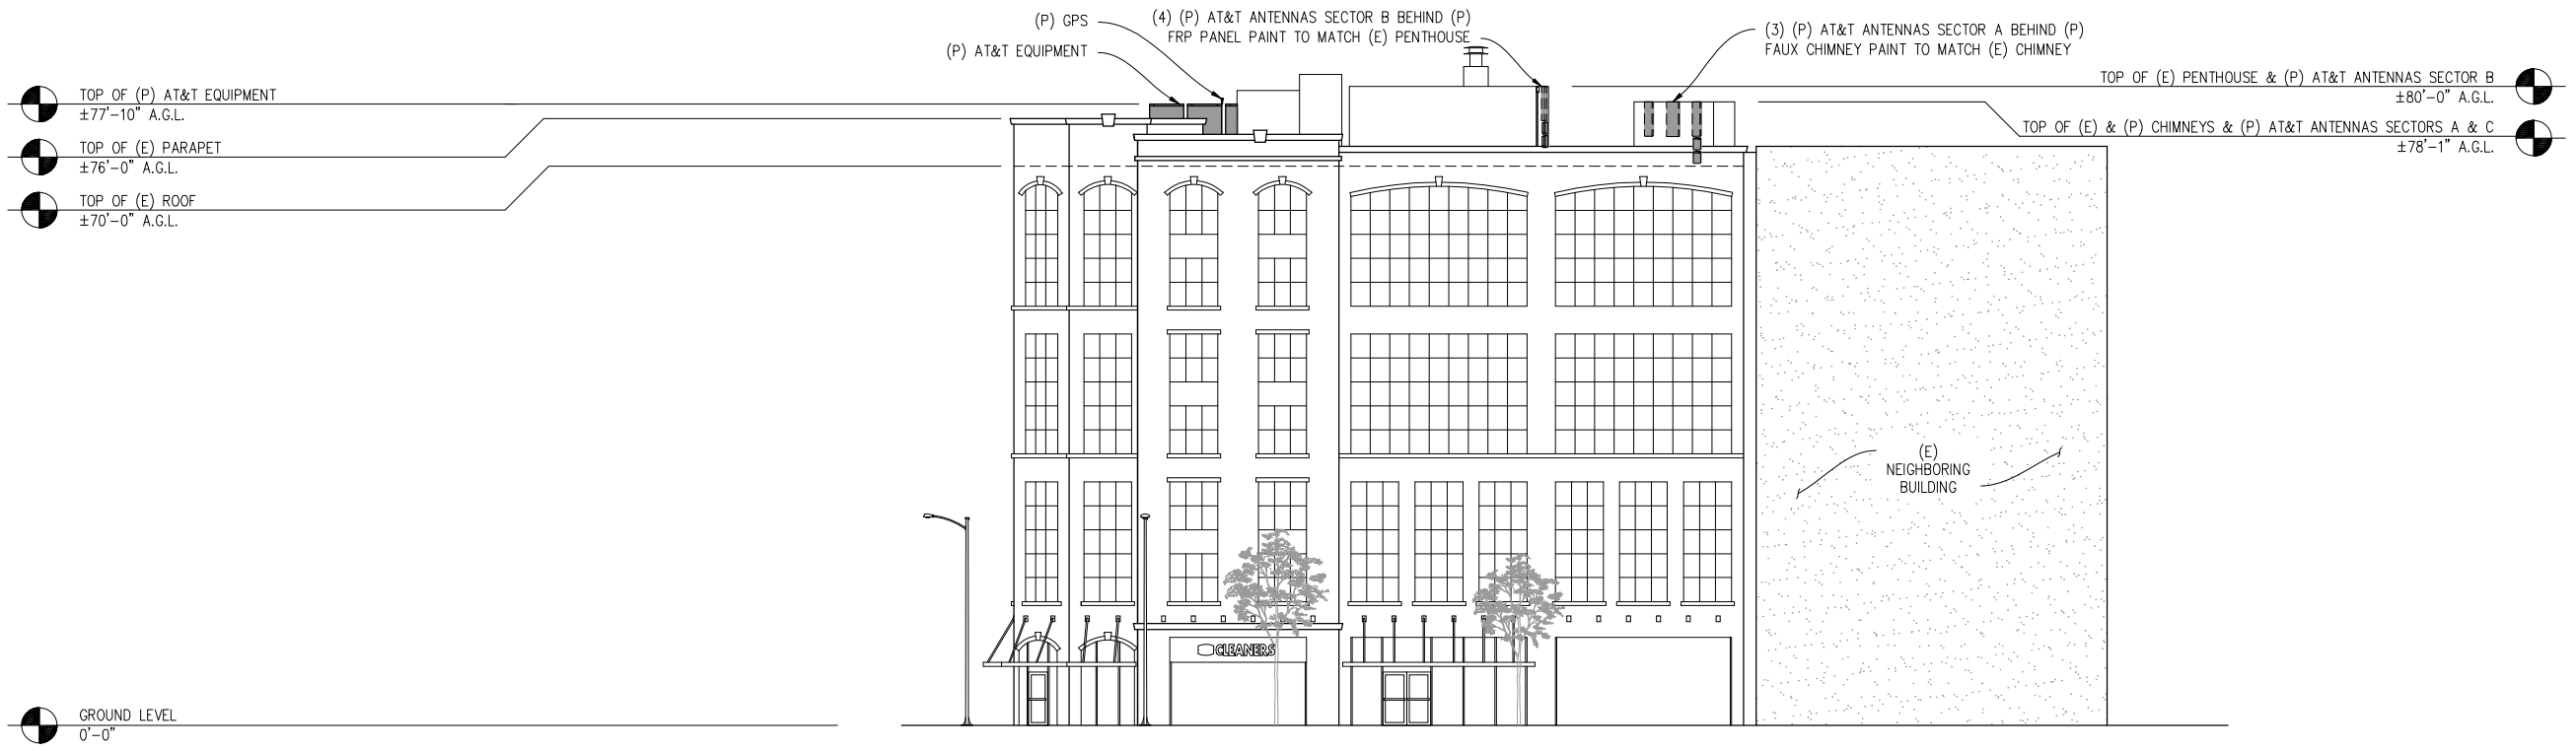 (P) GPS
(P) AT&T EQUIPMENT
(4) (P) AT&T ANTENNAS SECTOR B BEHIND (P)
FRP PANEL PAINT TO MATCH (E) PENTHOUSE
(3) (P) AT&T ANTENNAS SECTOR A BEHIND (P)
FAUX CHIMNEY PAINT TO MATCH (E) CHIMNEY
TOP OF (P) AT&T EQUIPMENT
±77'-10" A.G.L.
TOP OF (E) PARAPET
±76'-0" A.G.L.
TOP OF (E) ROOF
±70'-0" A.G.L.
TOP OF (E) PENTHOUSE & (P) AT&T ANTENNAS SECTOR B
±80'-0" A.G.L.
TOP OF (E) & (P) CHIMNEYS & (P) AT&T ANTENNAS SECTORS A & C
±78'-1" A.G.L.
(E)
NEIGHBORING
BUILDING
CLEANERS
GROUND LEVEL
0'-0"